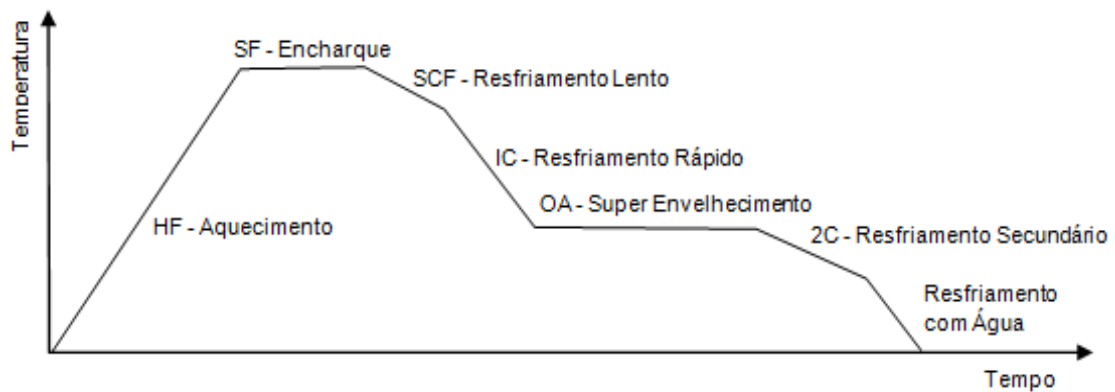 Temperatura
SF - Encharque
SCF - Resfriamento Lento
IC - Resfriamento Rápido
OA - Super Envelhecimento
HF - Aquecimento
2C - Resfriamento Secundário
Resfriamento
com Água
Tempo